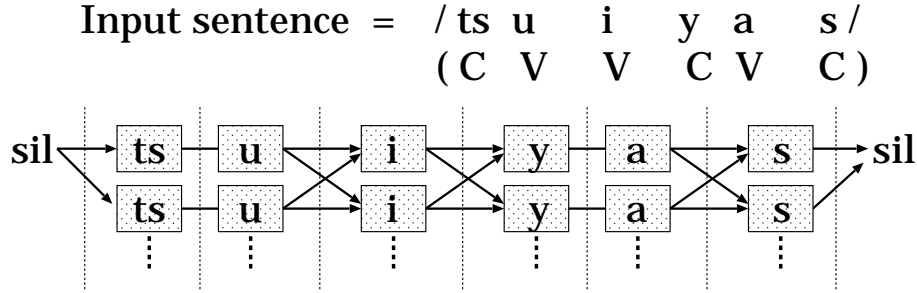 Input sentence = / ts u i y a s /
( C V V C V C )
sil ts u i y a s sil
ts u i y a s